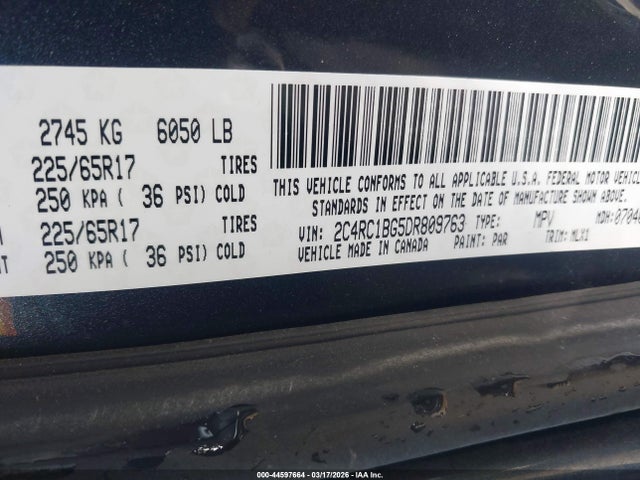 2745 KG 6050 LB
225/65R17 TIRES
250 KPA ( 36 PSI) COLD
225/65R17 TIRES
250 KPA ( 36 PSI) COLD
THIS VEHICLE CONFORMS TO ALL APPLICABLE U.S.A. FEDERAL MOTOR VEHICLE
STANDARDS IN EFFECT ON THE DATE OF MANUFACTURE SHOWN ABOVE.
VIN: 2C4RC1BG5DR809763 TYPE: MPV MDH:0704
VEHICLE MADE IN CANADA PAINT: PAR TRIM: MLX1
000-44597664 — 03/17/2026 — IAA Inc.